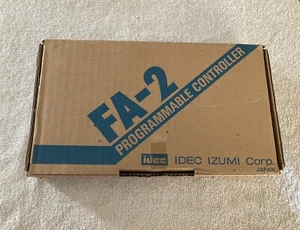 FA-2
PROGRAMMABLE CONTROLLER
idec IDEC IZUMI Corp.
JAPAN